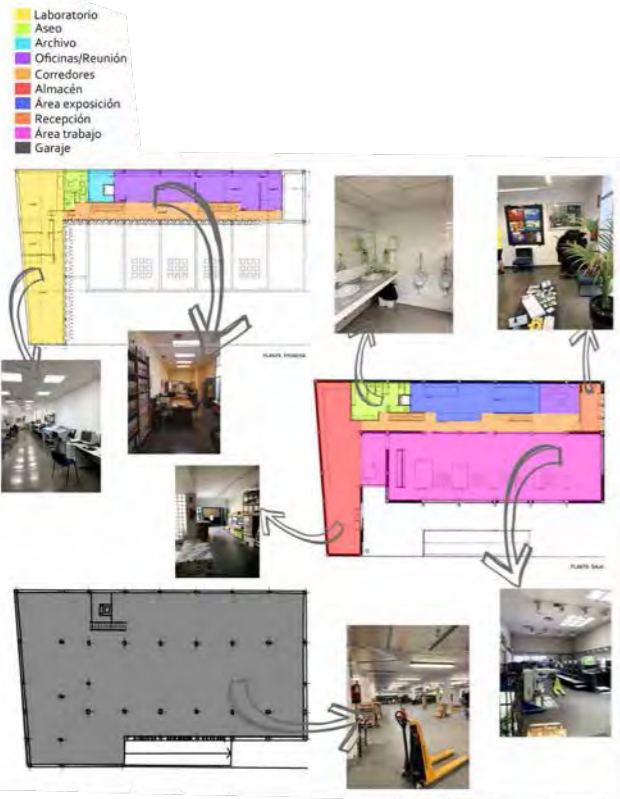 Laboratorio
Aseo
Archivo
Oficinas/Reunión
Corredores
Almacén
Área exposición
Recepción
Área trabajo
Garaje
PLANTA PRIMERA
PLANTA BAJA